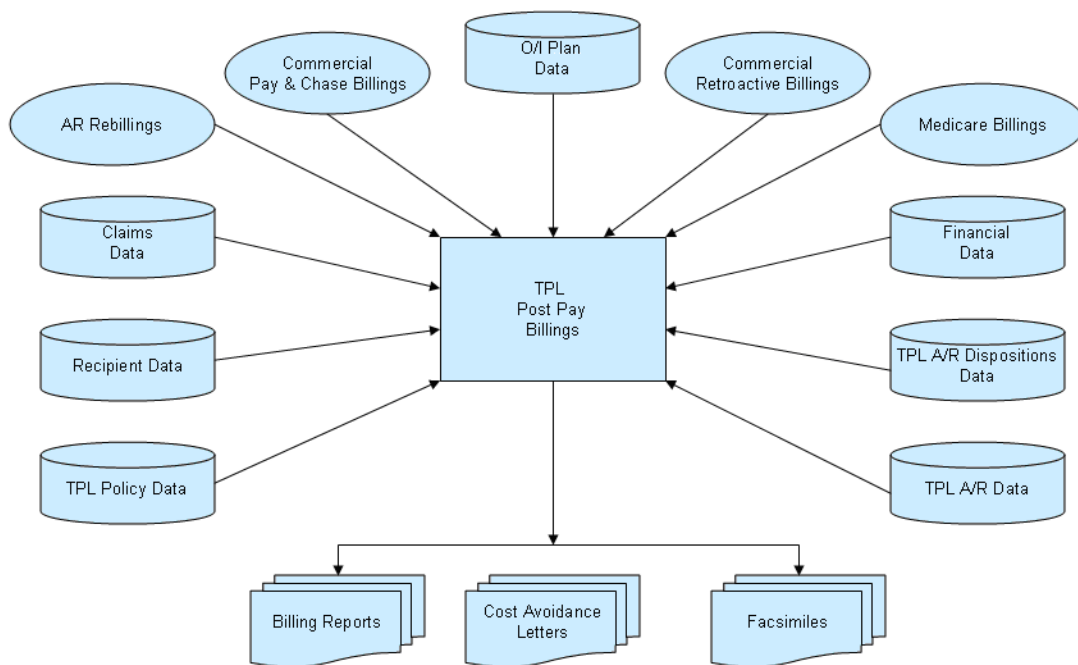 O/I Plan
Data
Commercial
Pay & Chase Billings
Commercial
Retroactive Billings
AR Rebillings
Medicare Billings
Claims
Data
Financial
Data
TPL
Post Pay
Billings
Recipient Data
TPL A/R Dispositions
Data
TPL Policy Data
TPL A/R Data
Billing Reports
Cost Avoidance
Letters
Facsimiles